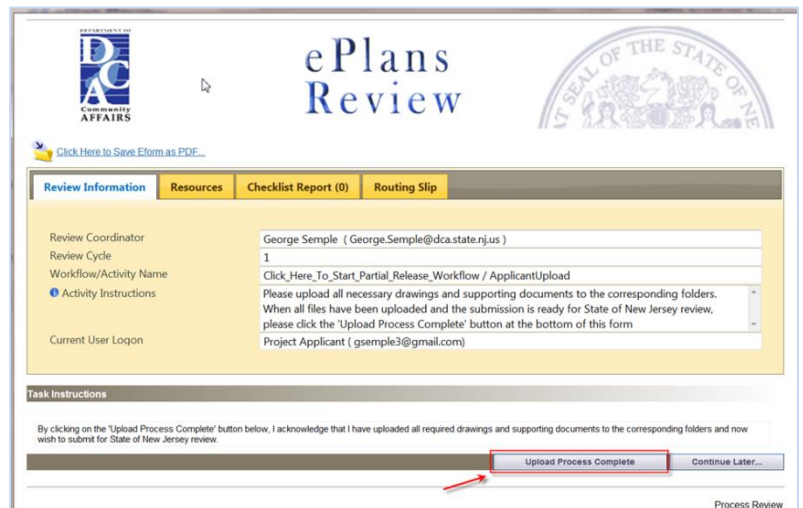 DEPARTMENT OF
DCA
Community
AFFAIRS
ePlans
Review
SEAL OF THE STATE OF NE
Click Here to Save Eform as PDF...
Review Information Resources Checklist Report (0) Routing Slip
Review Coordinator George Semple ( George.Semple@dca.state.nj.us )
Review Cycle 1
Workflow/Activity Name Click_Here_To_Start_Partial_Release_Workflow / ApplicantUpload
Activity Instructions Please upload all necessary drawings and supporting documents to the corresponding folders.
When all files have been uploaded and the submission is ready for State of New Jersey review,
please click the 'Upload Process Complete' button at the bottom of this form
Current User Logon Project Applicant ( gsemple3@gmail.com)
Task Instructions
By clicking on the 'Upload Process Complete' button below, I acknowledge that I have uploaded all required drawings and supporting documents to the corresponding folders and now
wish to submit for State of New Jersey review.
Upload Process Complete Continue Later...
Process Review